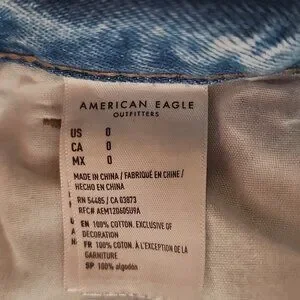 AMERICAN EAGLE
OUTFITTERS
US 0
CA 0
MX 0
MADE IN CHINA / FABRIQUÉ EN CHINE /
HECHO EN CHINA
RN 54485 / CA 03873
RFC# AEM120605U9A
EN 100% COTTON. EXCLUSIVE OF
DECORATION
FR 100% COTON. À L'EXCEPTION DE LA
GARNITURE
SP 100% algodón